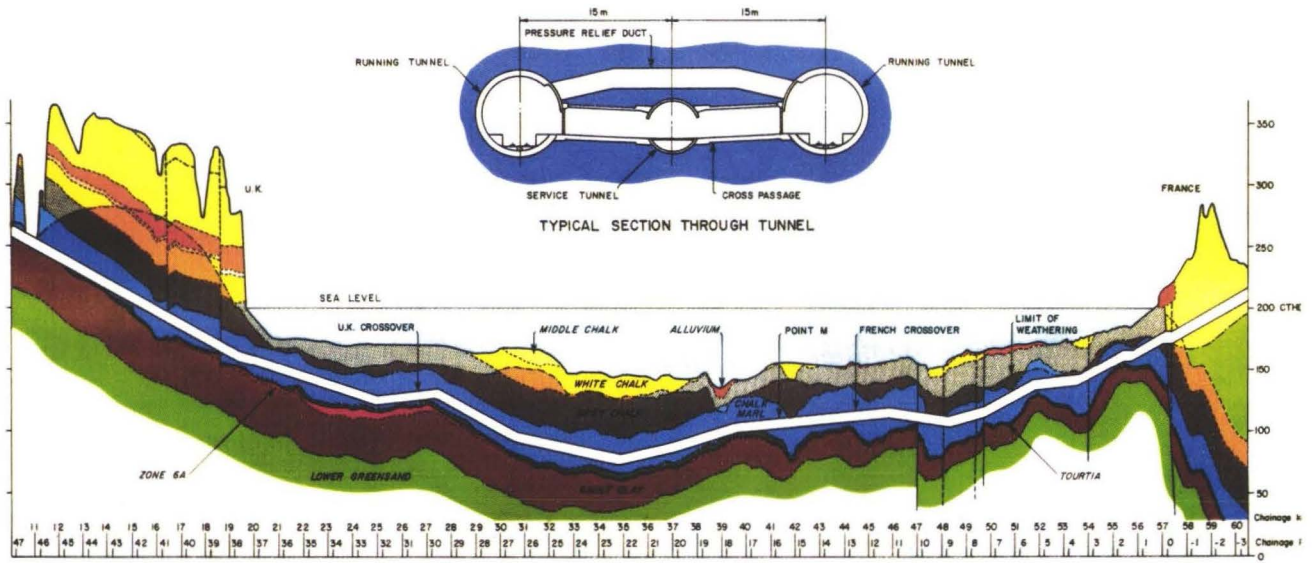 15m 15m
PRESSURE RELIEF DUCT
RUNNING TUNNEL RUNNING TUNNEL
SERVICE TUNNEL CROSS PASSAGE
TYPICAL SECTION THROUGH TUNNEL
U.K. FRANCE
350
300
250
200 CTHE
150
100
50
0
SEA LEVEL
U.K. CROSSOVER MIDDLE CHALK ALLUVIUM POINT M FRENCH CROSSOVER LIMIT OF
WEATHERING
WHITE CHALK
GREY CHALK CHALK
MARL
ZONE 6A LOWER GREENSAND GAULT CLAY TOURTIA
11 12 13 14 15 16 17 18 19 20 21 22 23 24 25 26 27 28 30 31 32 33 34 35 36 37 38 39 40 41 42 43 44 45 46 47 48 49 50 51 52 53 54 55 56 57 58 59 60 Chainage
47 46 45 44 43 42 41 40 39 38 37 36 35 34 33 32 31 30 29 28 27 26 25 24 23 22 21 20 19 18 17 16 15 14 13 12 11 10 9 8 7 6 5 4 3 2 1 0 -1 -2 -3 Chainage